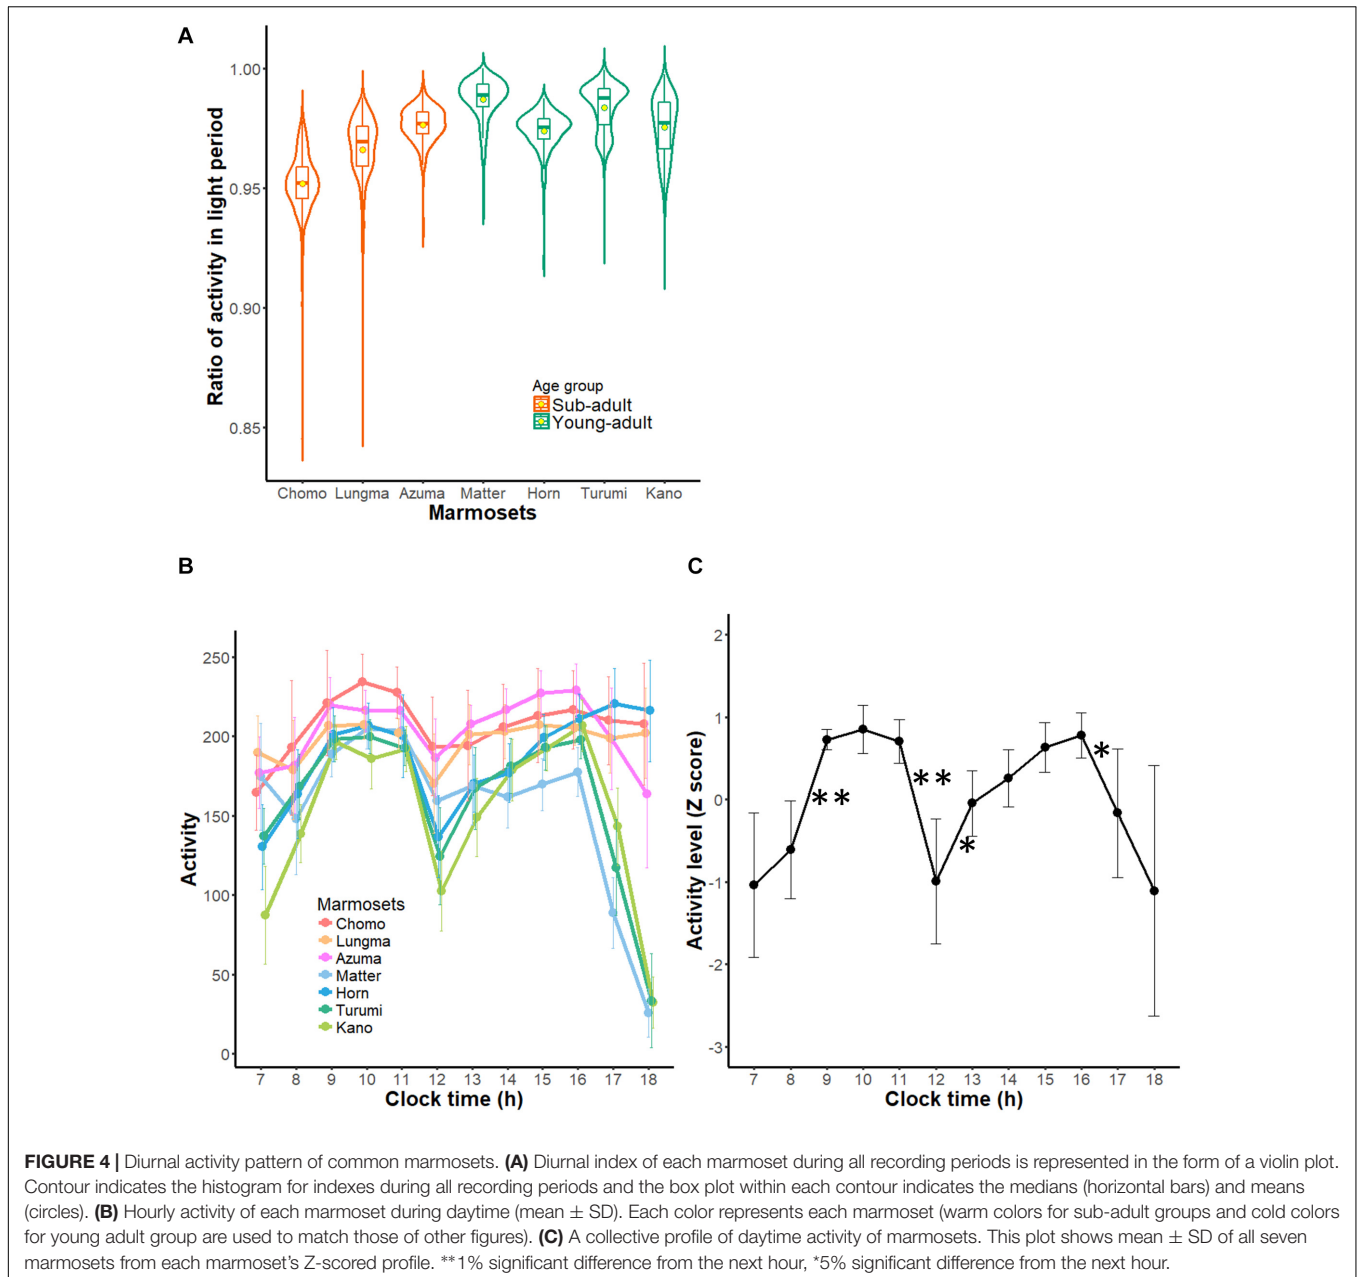 A
Ratio of activity in light period
1.00
0.95
0.90
0.85
Age group
Sub-adult
Young-adult
Chomo Lungma Azuma Matter Horn Turumi Kano
Marmosets
B
Activity
250
200
150
100
50
0
Marmosets
Chomo
Lungma
Azuma
Matter
Horn
Turumi
Kano
7 8 9 10 11 12 13 14 15 16 17 18
Clock time (h)
C
Activity level (Z score)
2
1
0
-1
-2
-3
**
**
*
*
7 8 9 10 11 12 13 14 15 16 17 18
Clock time (h)
FIGURE 4 | Diurnal activity pattern of common marmosets. (A) Diurnal index of each marmoset during all recording periods is represented in the form of a violin plot.
Contour indicates the histogram for indexes during all recording periods and the box plot within each contour indicates the medians (horizontal bars) and means
(circles). (B) Hourly activity of each marmoset during daytime (mean ± SD). Each color represents each marmoset (warm colors for sub-adult groups and cold colors
for young adult group are used to match those of other figures). (C) A collective profile of daytime activity of marmosets. This plot shows mean ± SD of all seven
marmosets from each marmoset's Z-scored profile. **1% significant difference from the next hour, *5% significant difference from the next hour.